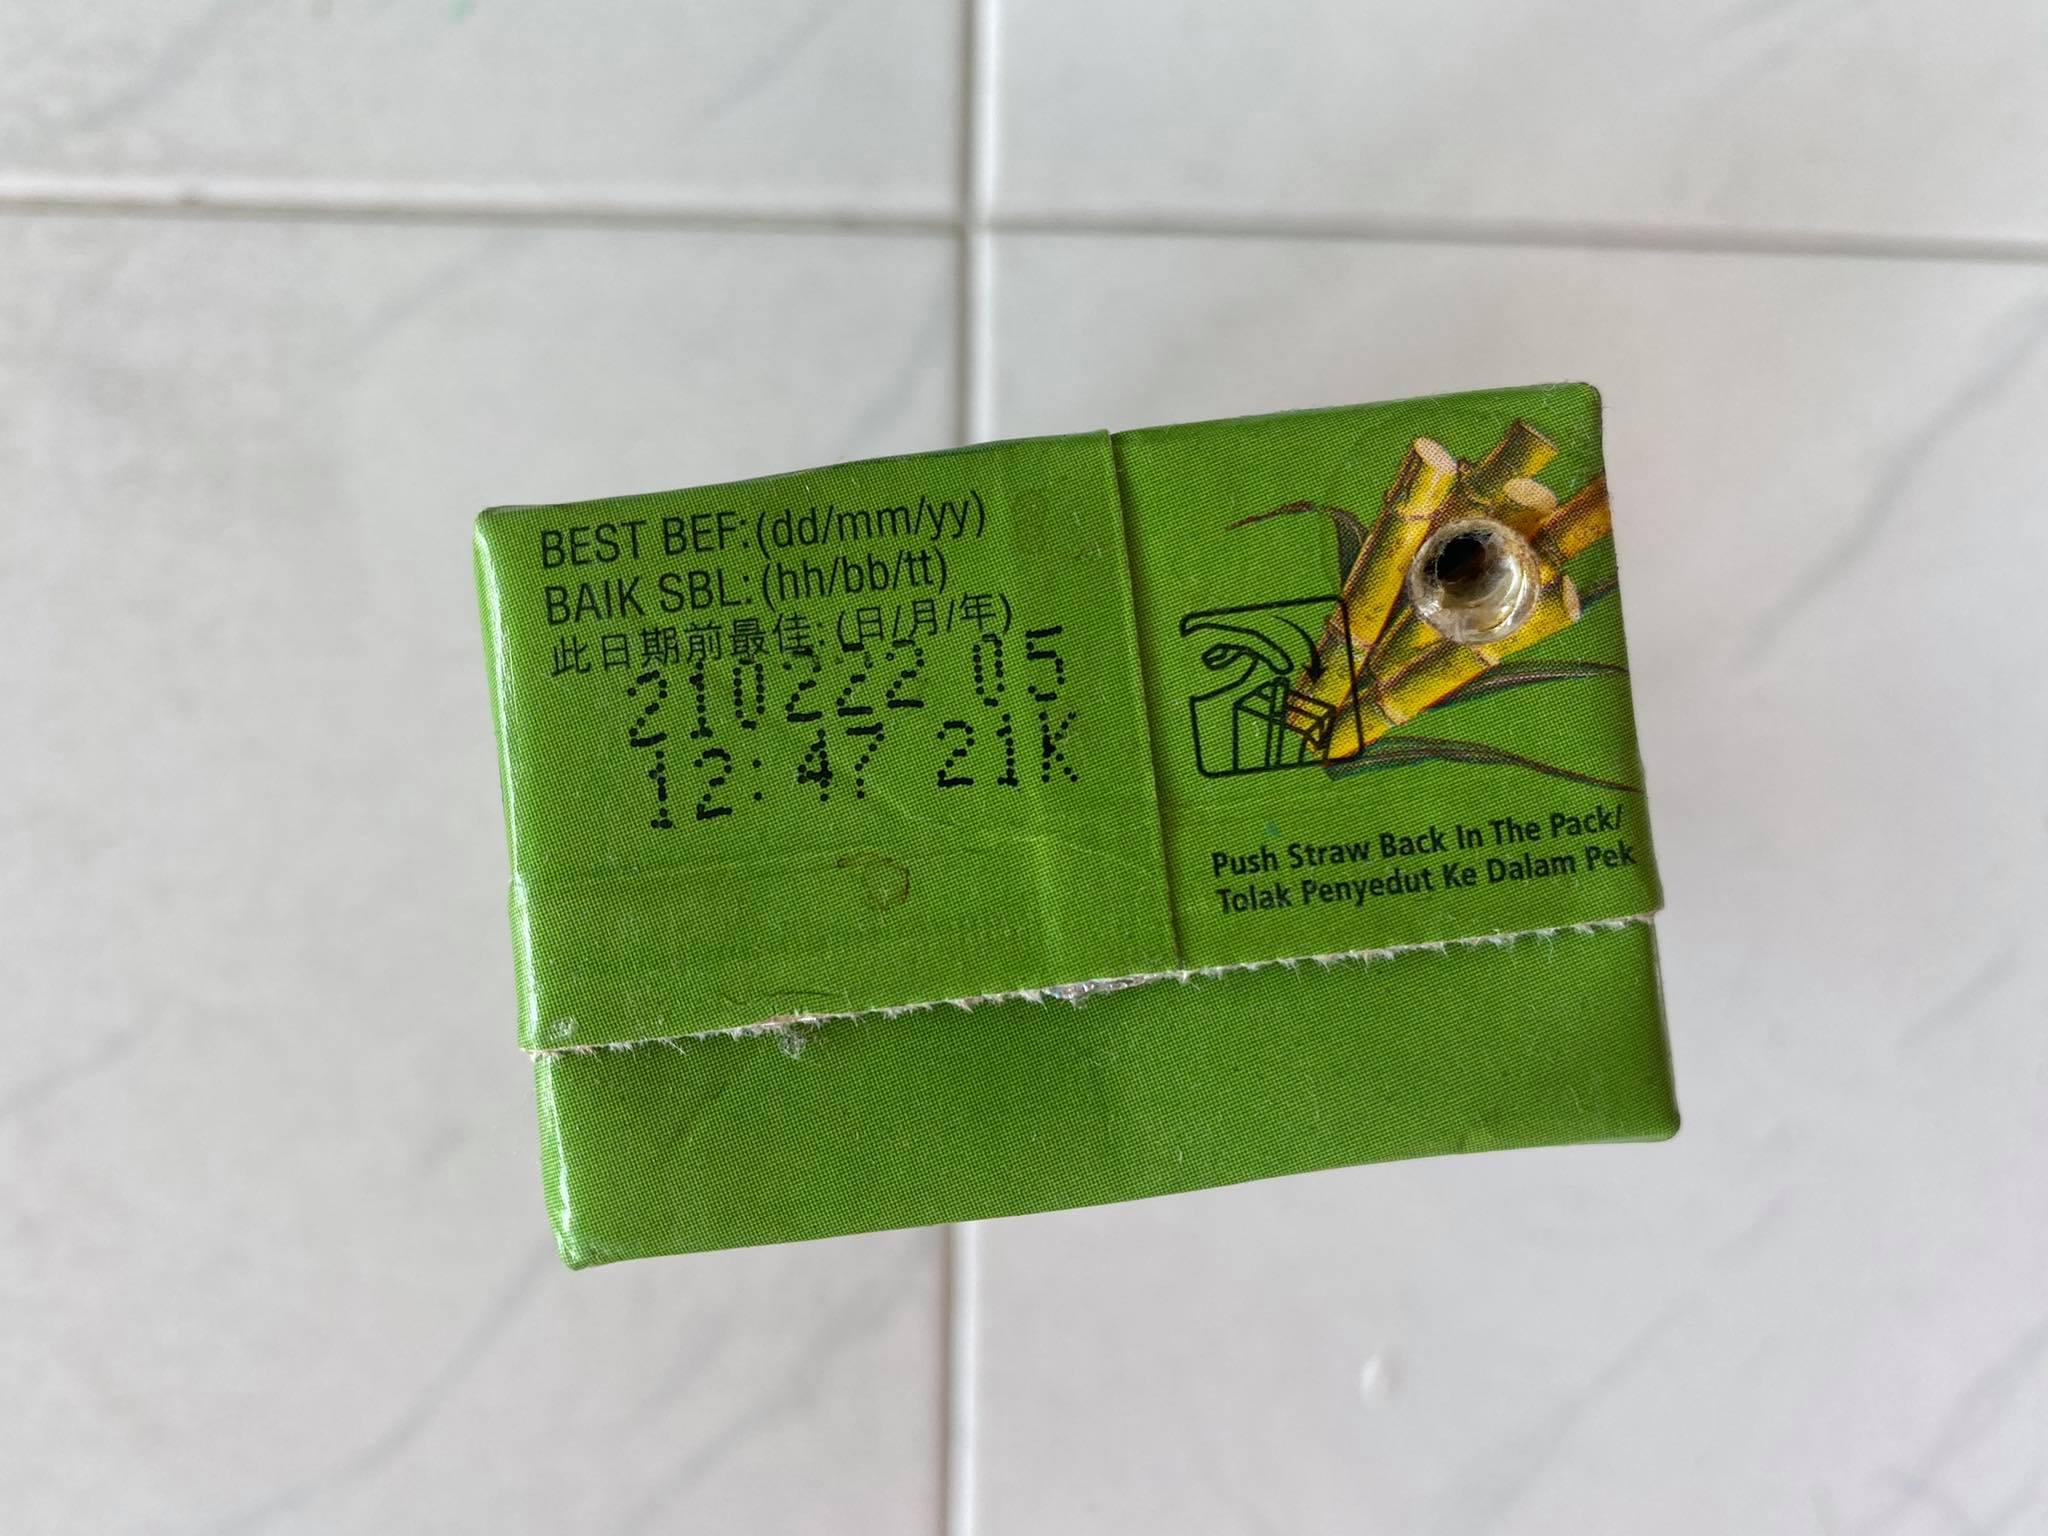 BEST BEF:(dd/mm/yy)
BAIK SBL:(hh/bb/tt)
此日期前最佳:(日/月/年)
210222 05
12:47 21K
Push Straw Back In The Pack/
Tolak Penyedut Ke Dalam Pek